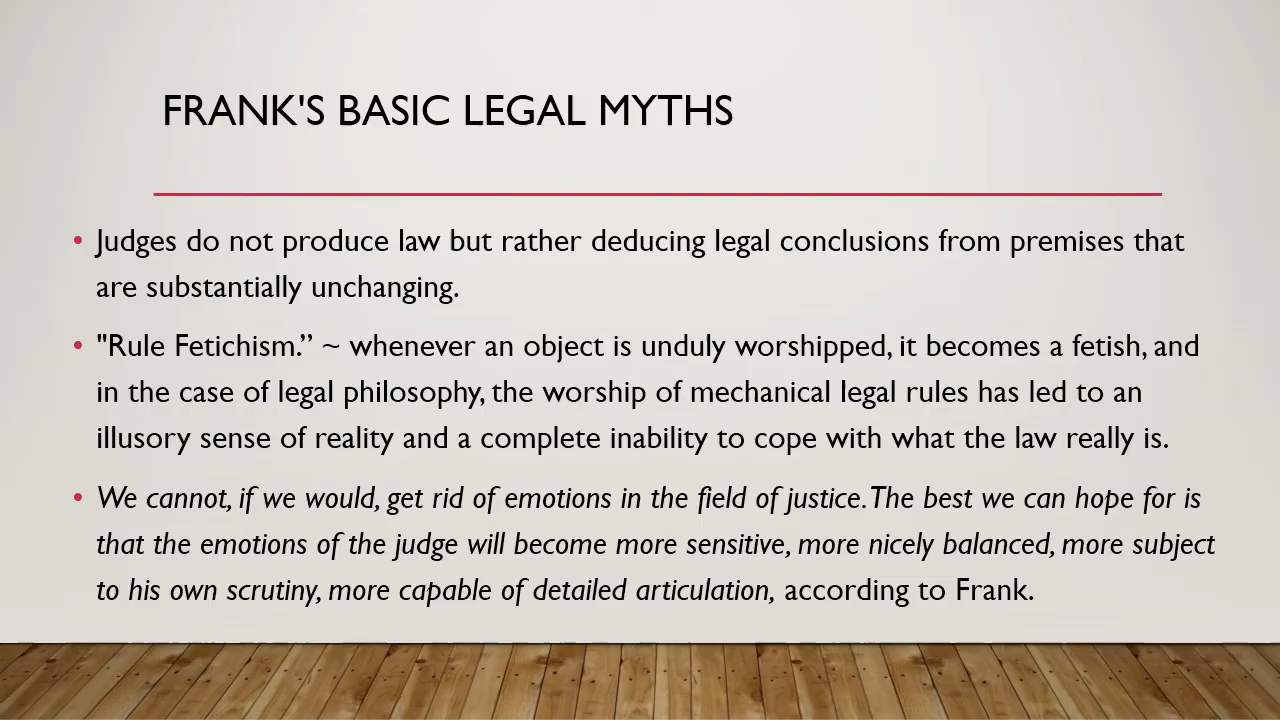 FRANK'S BASIC LEGAL MYTHS
• Judges do not produce law but rather deducing legal conclusions from premises that
are substantially unchanging.
• "Rule Fetichism.” ~ whenever an object is unduly worshipped, it becomes a fetish, and
in the case of legal philosophy, the worship of mechanical legal rules has led to an
illusory sense of reality and a complete inability to cope with what the law really is.
• We cannot, if we would, get rid of emotions in the field of justice. The best we can hope for is
that the emotions of the judge will become more sensitive, more nicely balanced, more subject
to his own scrutiny, more capable of detailed articulation, according to Frank.